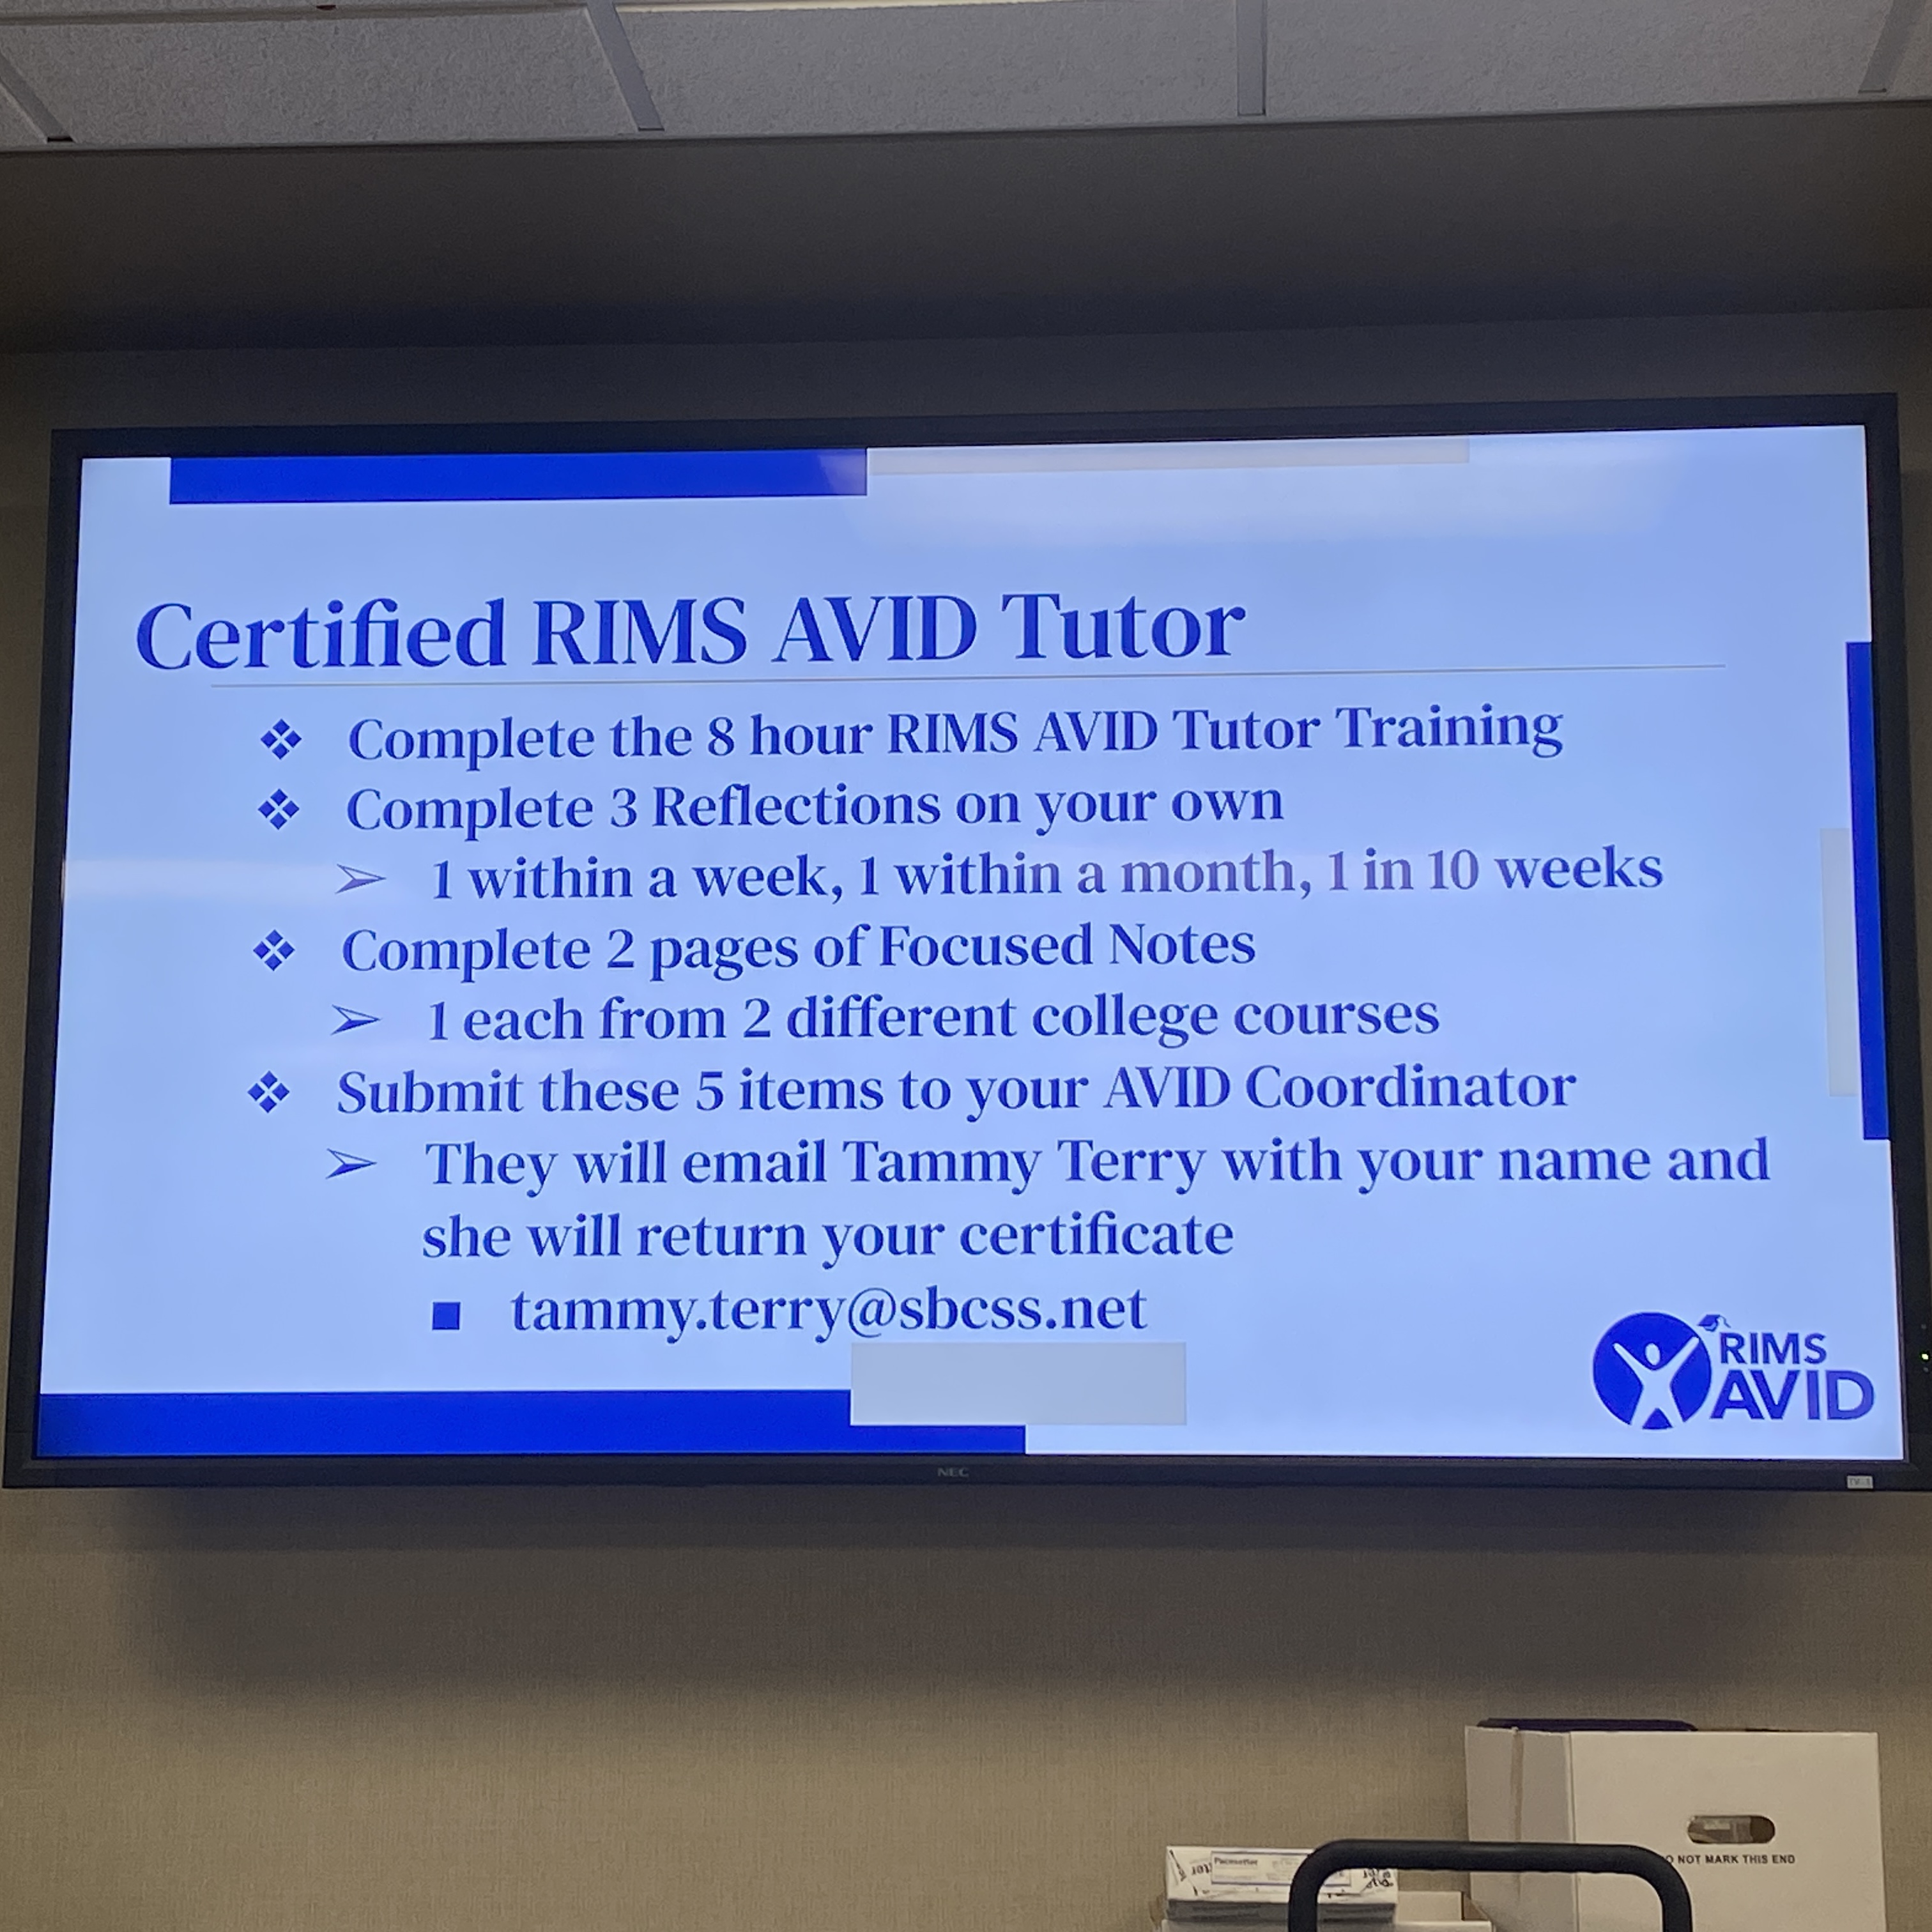 Certified RIMS AVID Tutor
❖ Complete the 8 hour RIMS AVID Tutor Training
❖ Complete 3 Reflections on your own
➢ 1 within a week, 1 within a month, 1 in 10 weeks
❖ Complete 2 pages of Focused Notes
➢ 1 each from 2 different college courses
❖ Submit these 5 items to your AVID Coordinator
➢ They will email Tammy Terry with your name and
she will return your certificate
■ tammy.terry@sbcss.net
RIMS
AVID
NEC
NOT MARK THIS END